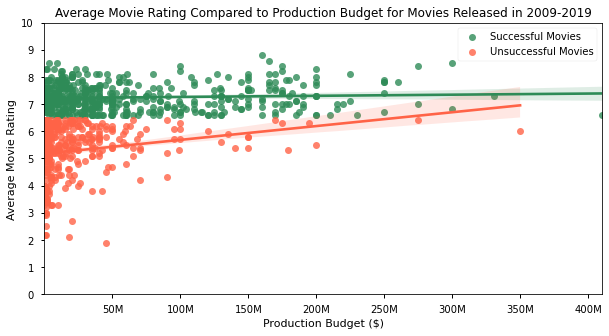 Average Movie Rating Compared to Production Budget for Movies Released in 2009-2019
10
9
8
7
6
5
4
3
2
1
0
Average Movie Rating
Successful Movies
Unsuccessful Movies
50M 100M 150M 200M 250M 300M 350M 400M
Production Budget ($)